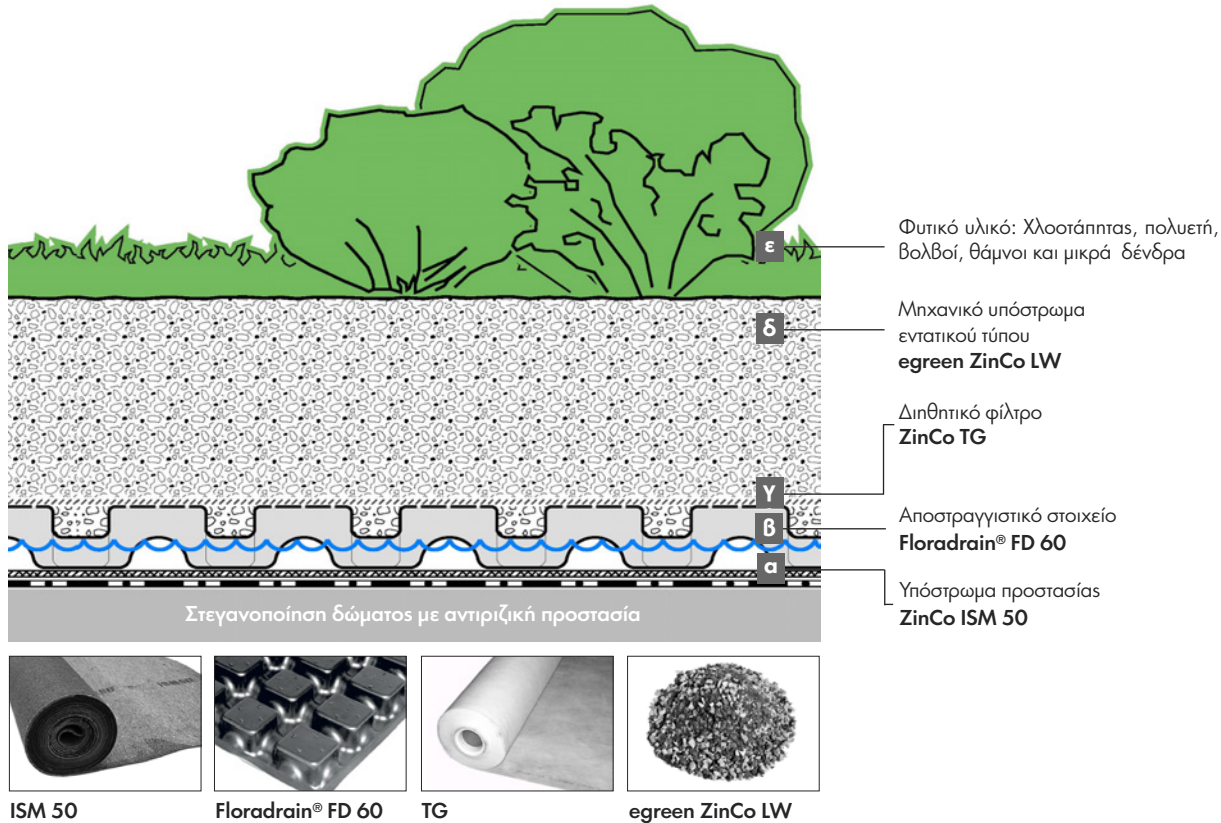 ε
Φυτικό υλικό: Χλοοτάπητας, πολυετή,
βολβοί, θάμνοι και μικρά δένδρα
δ
Μηχανικό υπόστρωμα
εντατικού τύπου
egreen ZinCo LW
Διηθητικό φίλτρο
ZinCo TG
γ
β
Αποστραγγιστικό στοιχείο
Floradrain® FD 60
α
Υπόστρωμα προστασίας
ZinCo ISM 50
Στεγανοποίηση δώματος με αντιριζική προστασία
ISM 50
Floradrain® FD 60
TG
egreen ZinCo LW